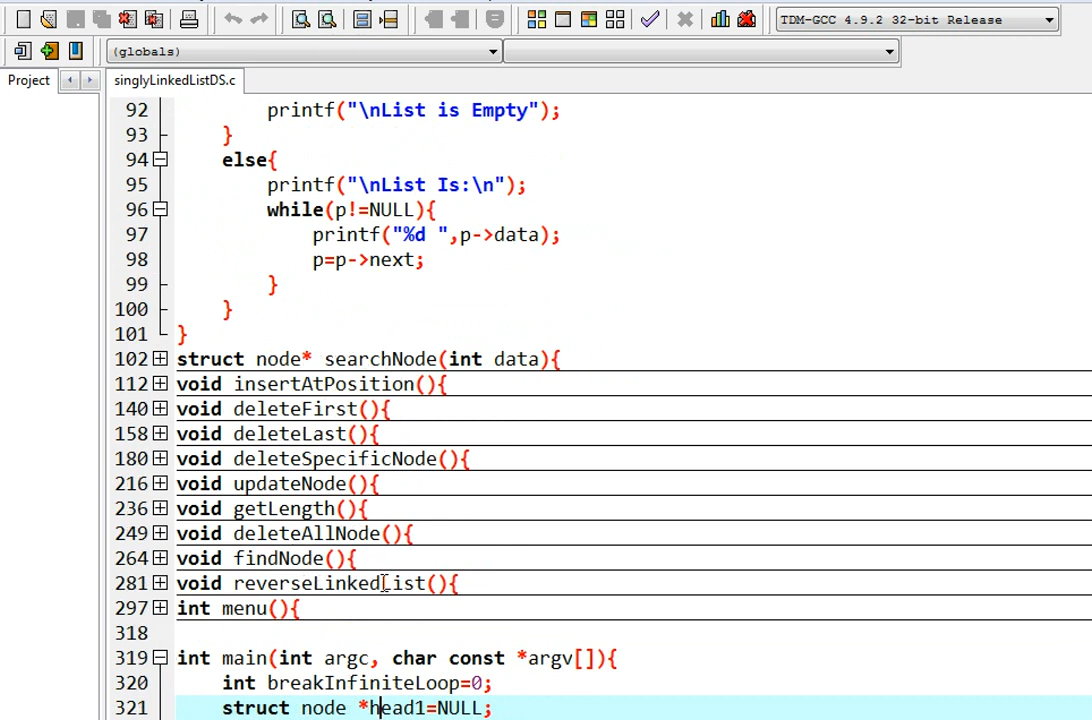 TDM-GCC 4.9.2 32-bit Release
(globals)
Project
singlyLinkedListDS.c
92 printf("\nList is Empty");
93 }
94 else{
95 printf("\nList Is:\n");
96 while(p!=NULL){
97 printf("%d ",p->data);
98 p=p->next;
99 }
100 }
101 }
102 struct node* searchNode(int data){
112 void insertAtPosition(){
140 void deleteFirst(){
158 void deleteLast(){
180 void deleteSpecificNode(){
216 void updateNode(){
236 void getLength(){
249 void deleteAllNode(){
264 void findNode(){
281 void reverseLinkedList(){
297 int menu(){
318
319 int main(int argc, char const *argv[]){
320 int breakInfiniteLoop=0;
321 struct node *head1=NULL;